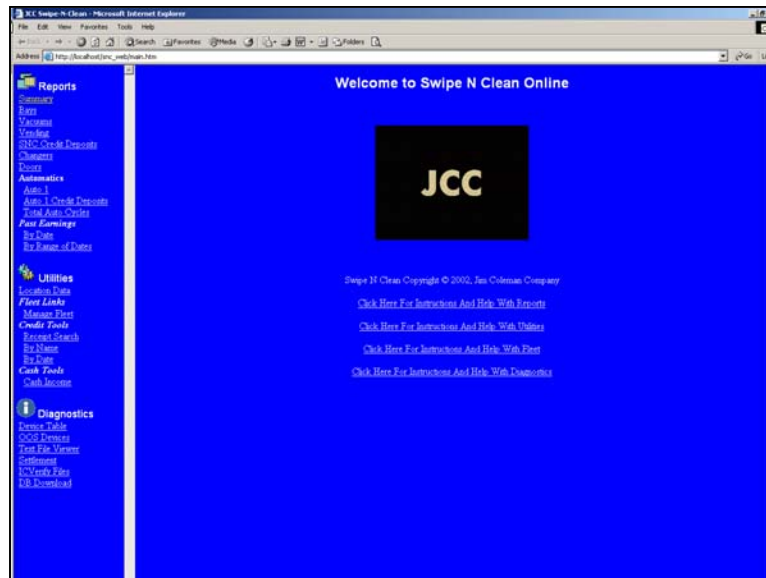 JCC Swipe-N-Clean - Microsoft Internet Explorer
File Edit View Favorites Tools Help
Back Search Favorites Media Folders
Address http://localhost/snc_web/main.htm Go
Reports
Summary
Bays
Vacuums
Vending
SNC Credit Deposits
Changers
Doors
Automatics
Auto 1
Auto 1 Credit Deposits
Total Auto Cycles
Past Earnings
By Date
By Range of Dates
Utilities
Location Data
Fleet Links
Manage Fleet
Credit Tools
Receipt Search
By Name
By Date
Cash Tools
Cash Income
Diagnostics
Device Table
OOS Devices
Text File Viewer
Settlement
ICVerify Files
DB Download
Welcome to Swipe N Clean Online
JCC
Swipe N Clean Copyright © 2002, Jim Coleman Company
Click Here For Instructions And Help With Reports
Click Here For Instructions And Help With Utilities
Click Here For Instructions And Help With Fleet
Click Here For Instructions And Help With Diagnostics